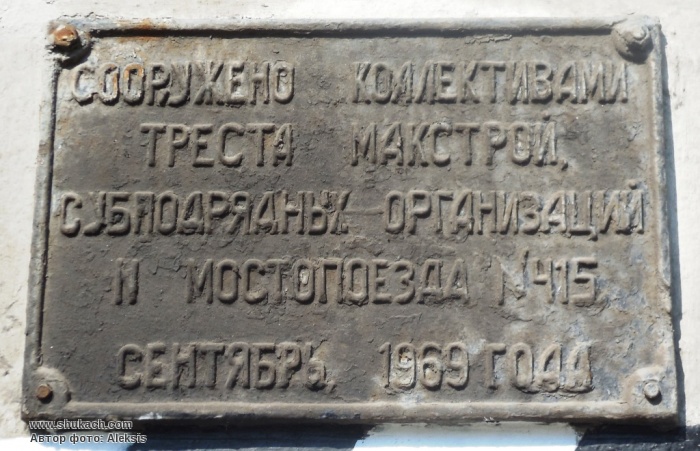 СООРУЖЕНО КОЛЛЕКТИВАМИ
ТРЕСТА МАКСТРОЙ,
СУБПОДРЯДНЫХ ОРГАНИЗАЦИЙ
И МОСТОПОЕЗДА №415
СЕНТЯБРЬ, 1969 ГОДА
www.shukach.com
Автор фото: Aleksis